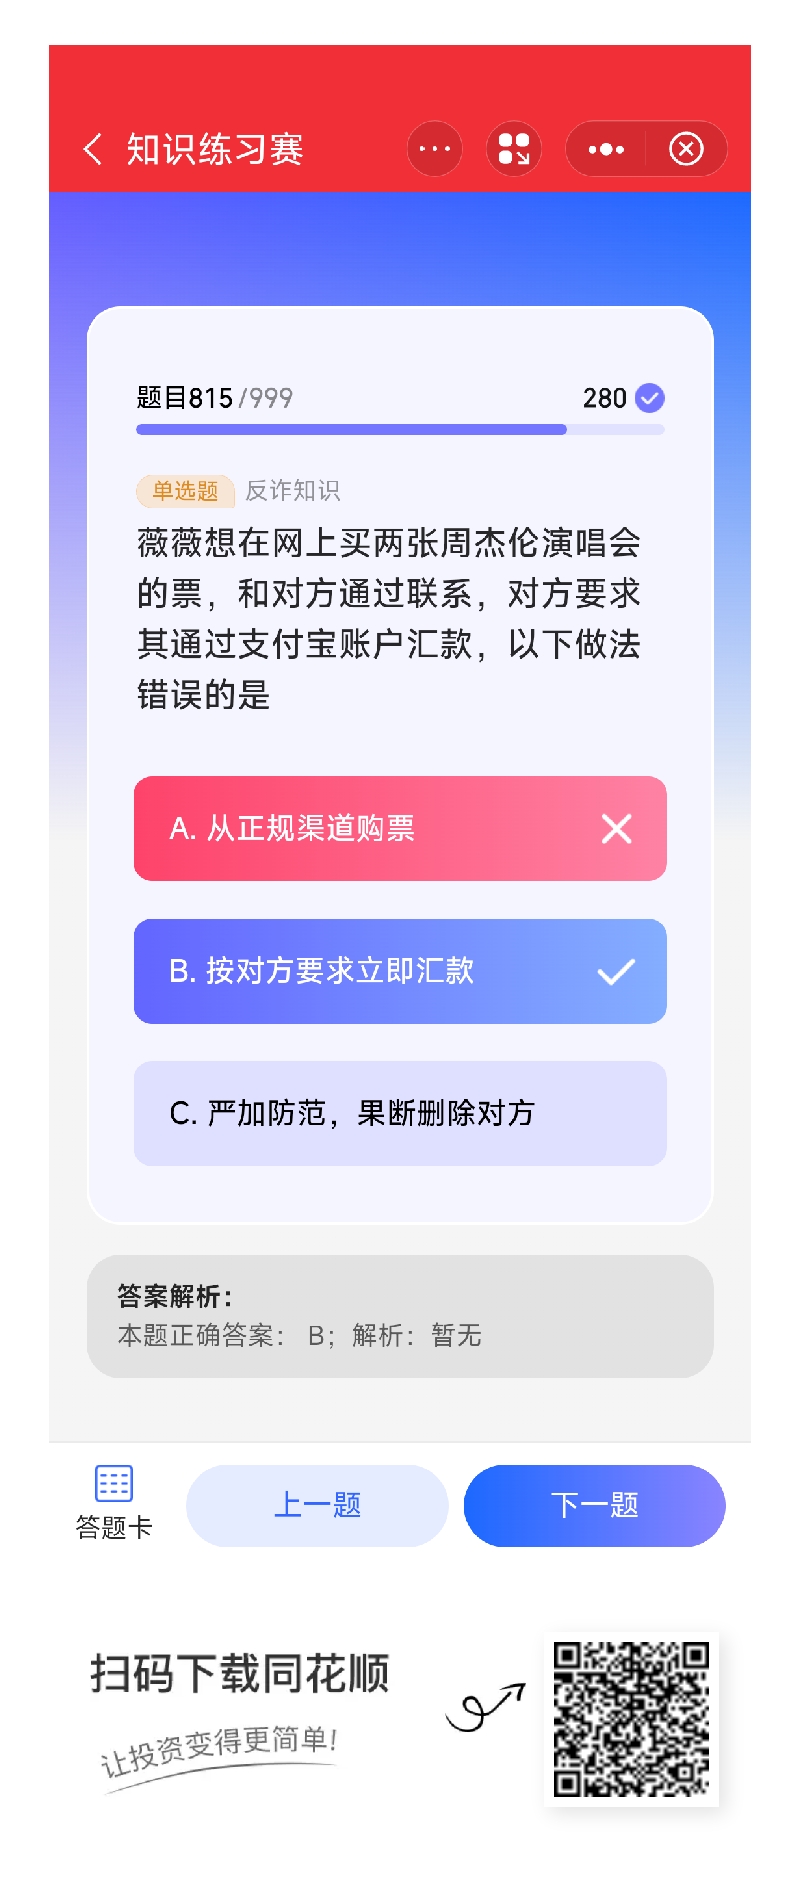 知识练习赛
题目815/999
280
单选题 反诈知识
薇薇想在网上买两张周杰伦演唱会
的票，和对方通过联系，对方要求
其通过支付宝账户汇款，以下做法
错误的是
A. 从正规渠道购票
B. 按对方要求立即汇款
C. 严加防范，果断删除对方
答案解析：
本题正确答案： B；解析：暂无
答题卡
上一题
下一题
扫码下载同花顺
让投资变得更简单!